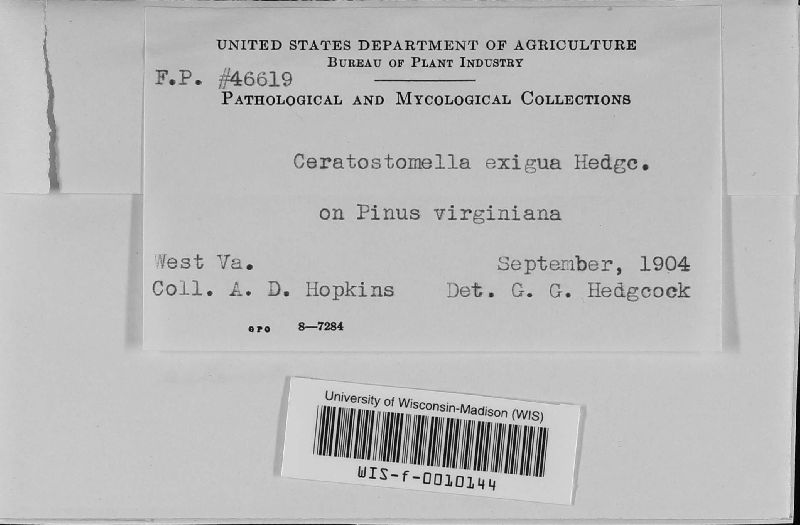 UNITED STATES DEPARTMENT OF AGRICULTURE
BUREAU OF PLANT INDUSTRY
F.P. #46619
PATHOLOGICAL AND MYCOLOGICAL COLLECTIONS
Ceratostomella exigua Hedgc.
on Pinus virginiana
West Va. September, 1904
Coll. A. D. Hopkins Det. G. G. Hedgcock
GPO 8—7284
University of Wisconsin-Madison (WIS)
WIS-f-0010144